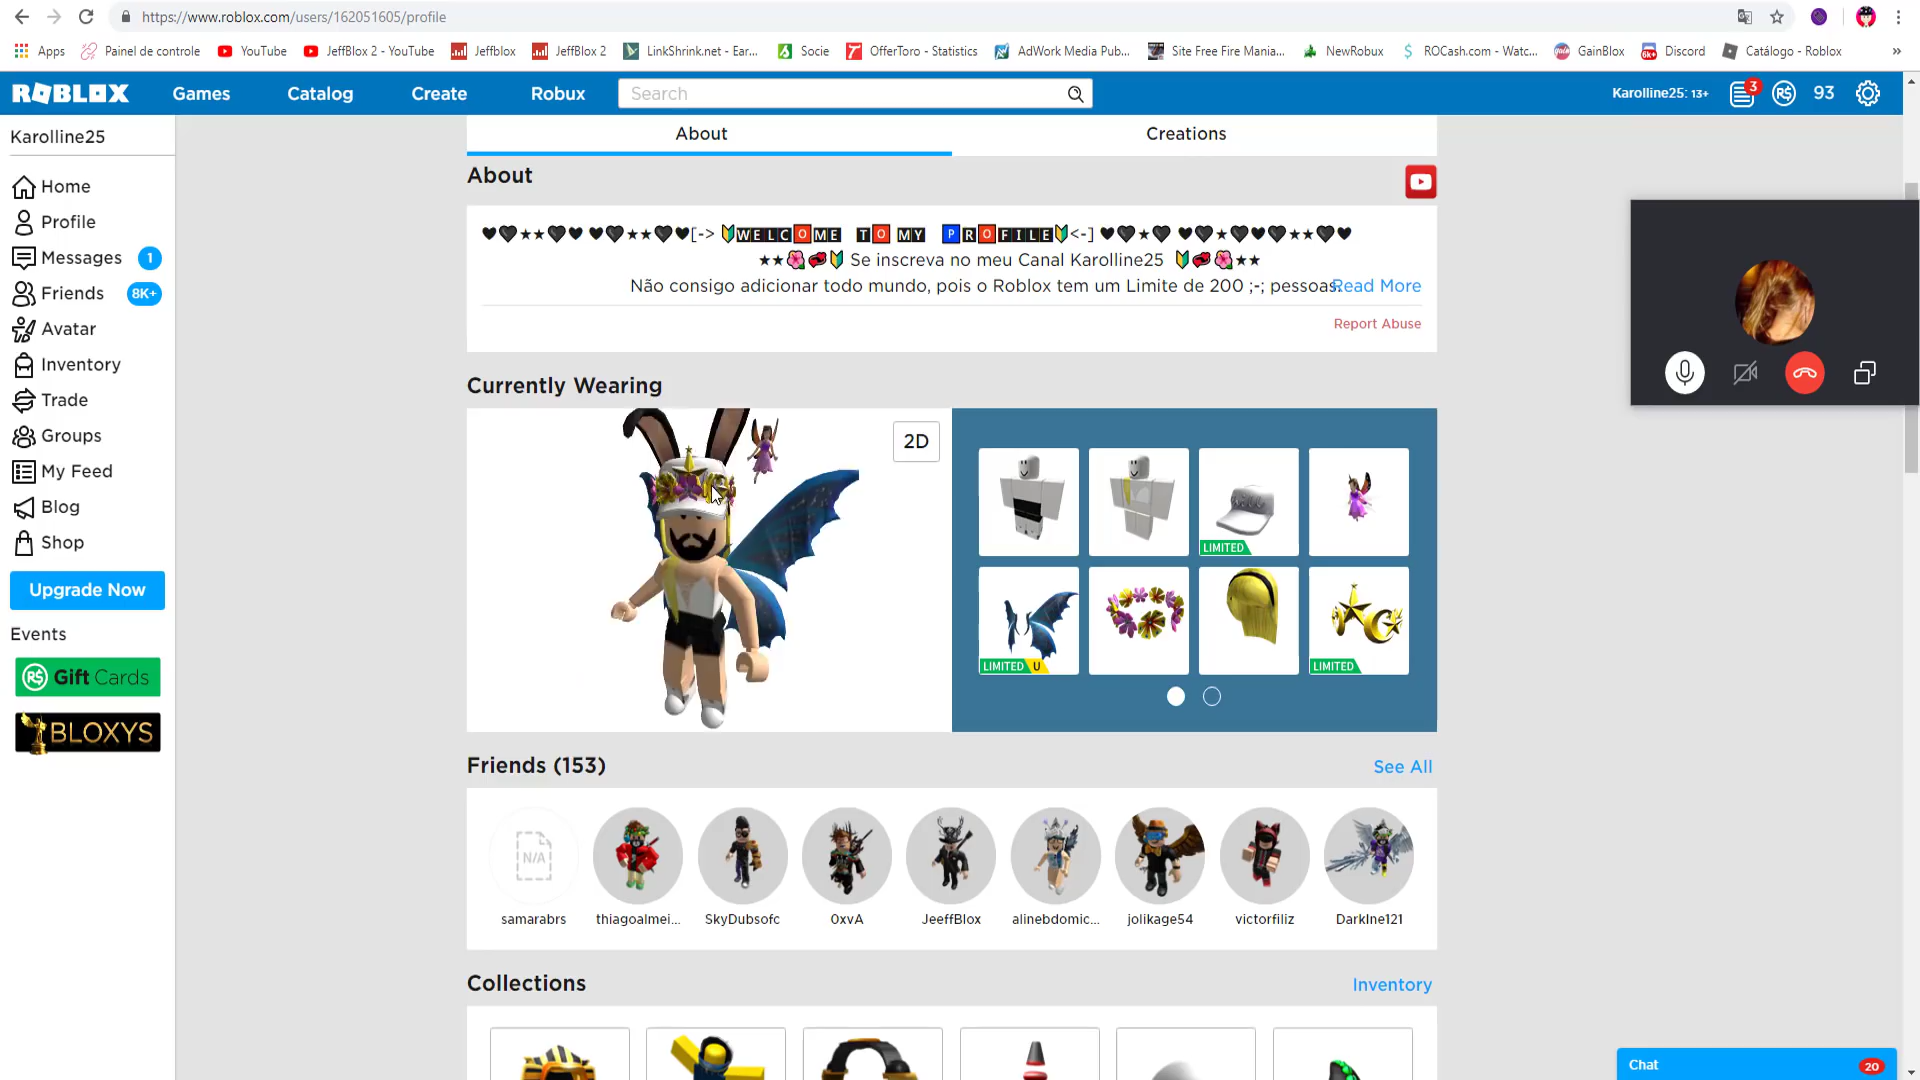 https://www.roblox.com/users/162051605/profile
Apps Painel de controle YouTube JeffBlox 2 - YouTube Jeffblox JeffBlox 2 LinkShrink.net - Ear... Socie OfferToro - Statistics AdWork Media Pub... Site Free Fire Mania... NewRobux ROCash.com - Watc... GainBlox Discord Catálogo - Roblox »
ROBLOX Games Catalog Create Robux Search Karolline25: 13+ 3 93
Karolline25
Home
Profile
Messages 1
Friends 8K+
Avatar
Inventory
Trade
Groups
My Feed
Blog
Shop
Upgrade Now
Events
Gift Cards
BLOXYS
About Creations
About
♥🖤★★🖤♥ ♥🖤★★🖤♥[-> 🔰WELCOME TO MY PROFILE🔰<-] ♥🖤★🖤 ♥🖤★🖤♥🖤★★🖤♥
★★🌺💋🔰 Se inscreva no meu Canal Karolline25 🔰💋🌺★★
Não consigo adicionar todo mundo, pois o Roblox tem um Limite de 200 ;-; pessoas. Read More
Report Abuse
Currently Wearing
2D
LIMITED
LIMITED U LIMITED
Friends (153) See All
N/A
samarabrs thiagoalmei... SkyDubsofc 0xvA JeeffBlox alinebdomic... jolikage54 victorfiliz DarkIne121
Collections Inventory
Chat 20